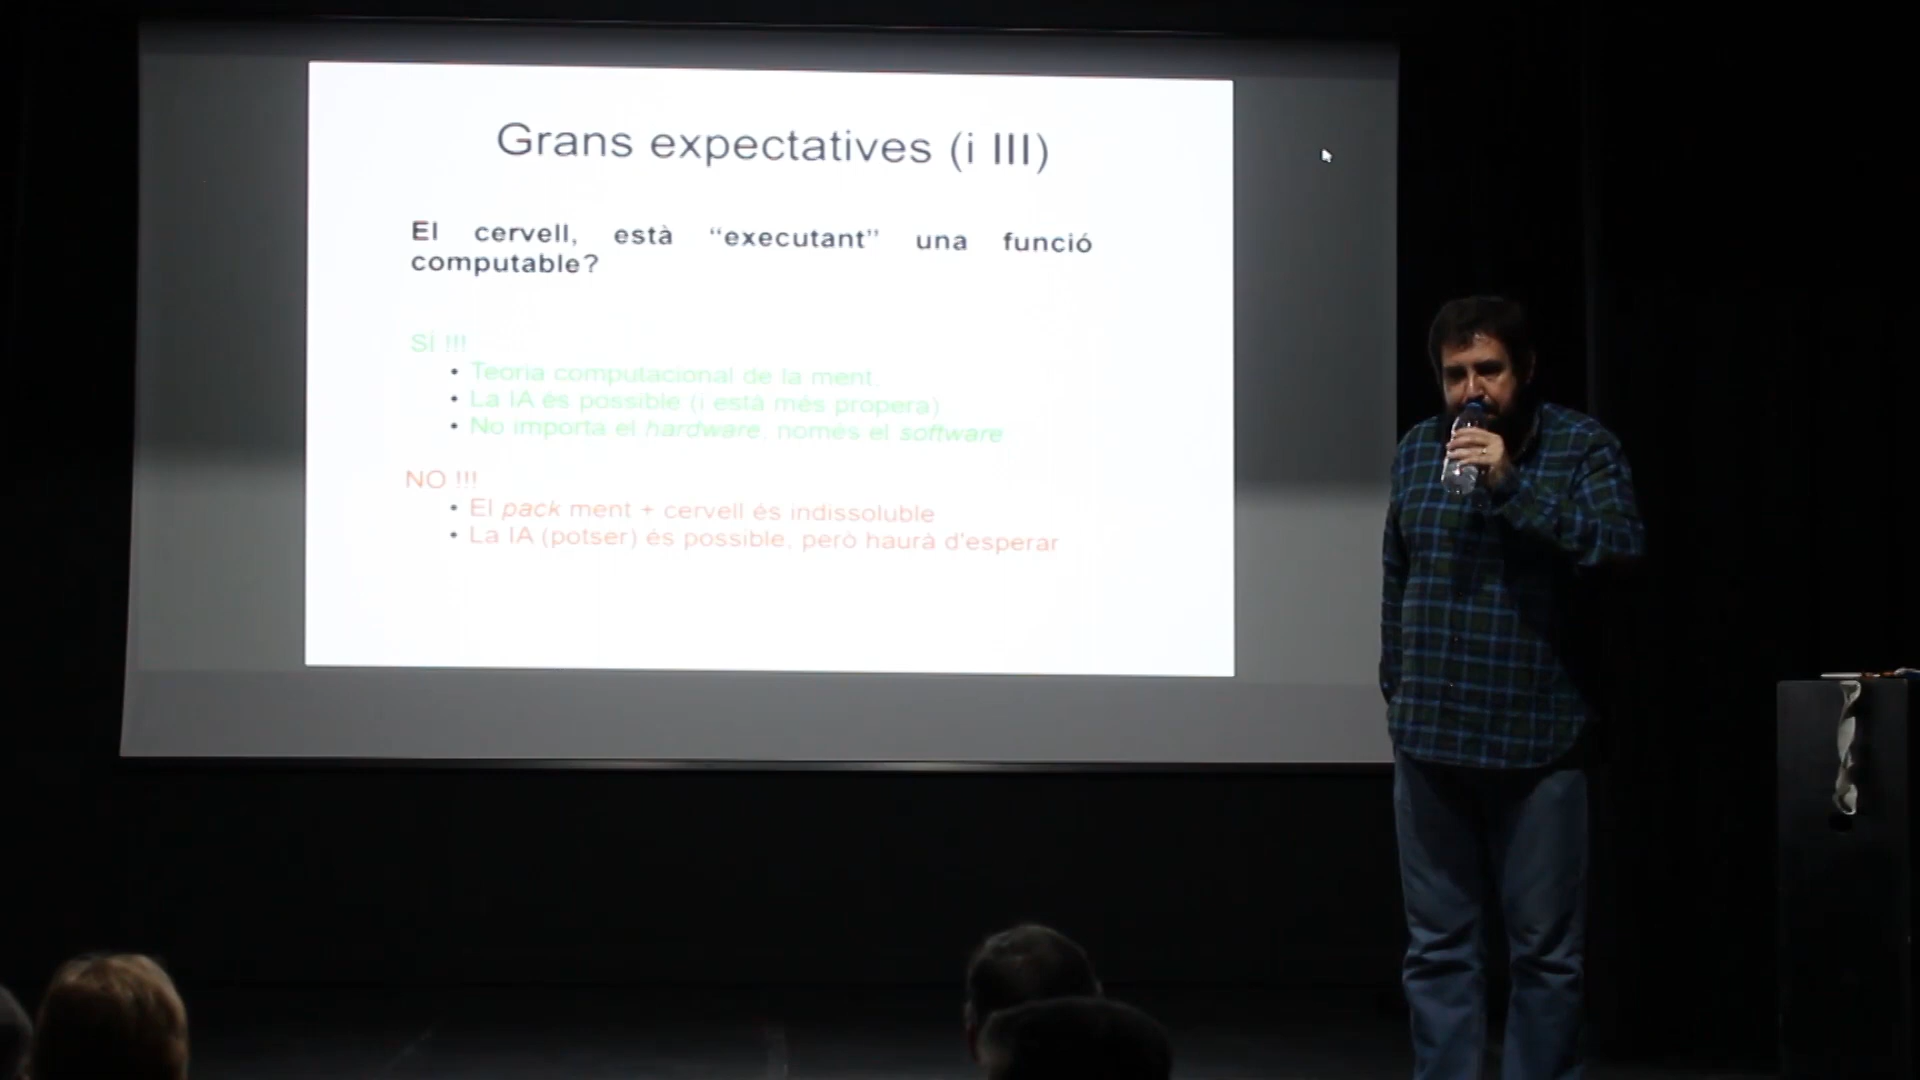 Grans expectatives (i III)
El cervell, està “executant” una funció
computable?
SÍ !!!
• Teoria computacional de la ment.
• La IA és possible (i està més propera)
• No importa el hardware, només el software
NO !!!
• El pack ment + cervell és indissoluble
• La IA (potser) és possible, però haurà d'esperar